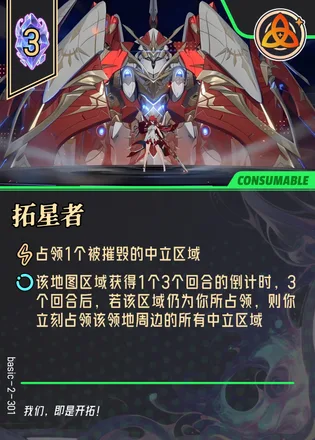 3
CONSUMABLE
拓星者
占领1个被摧毁的中立区域
该地图区域获得1个3个回合的倒计时，3
个回合后，若该区域仍为你所占领，则你
立刻占领该领地周边的所有中立区域
basic-2-301
我们，即是开拓！